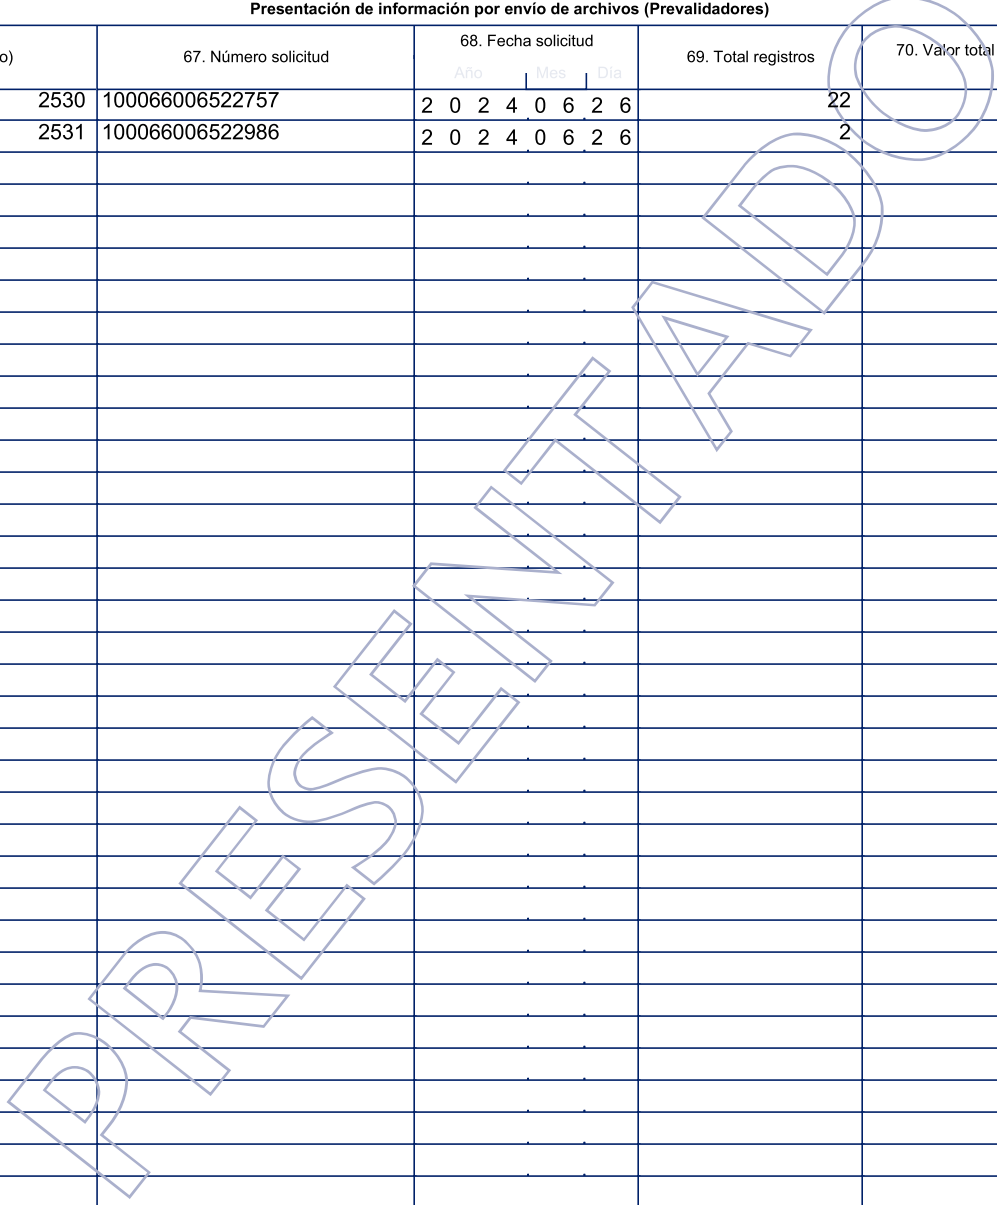 Presentación de información por envío de archivos (Prevalidadores)
o) 67. Número solicitud 68. Fecha solicitud 69. Total registros 70. Valor total
Año Mes Día
2530 100066006522757 2 0 2 4 0 6 2 6 22
2531 100066006522986 2 0 2 4 0 6 2 6 2
PRESENTADO